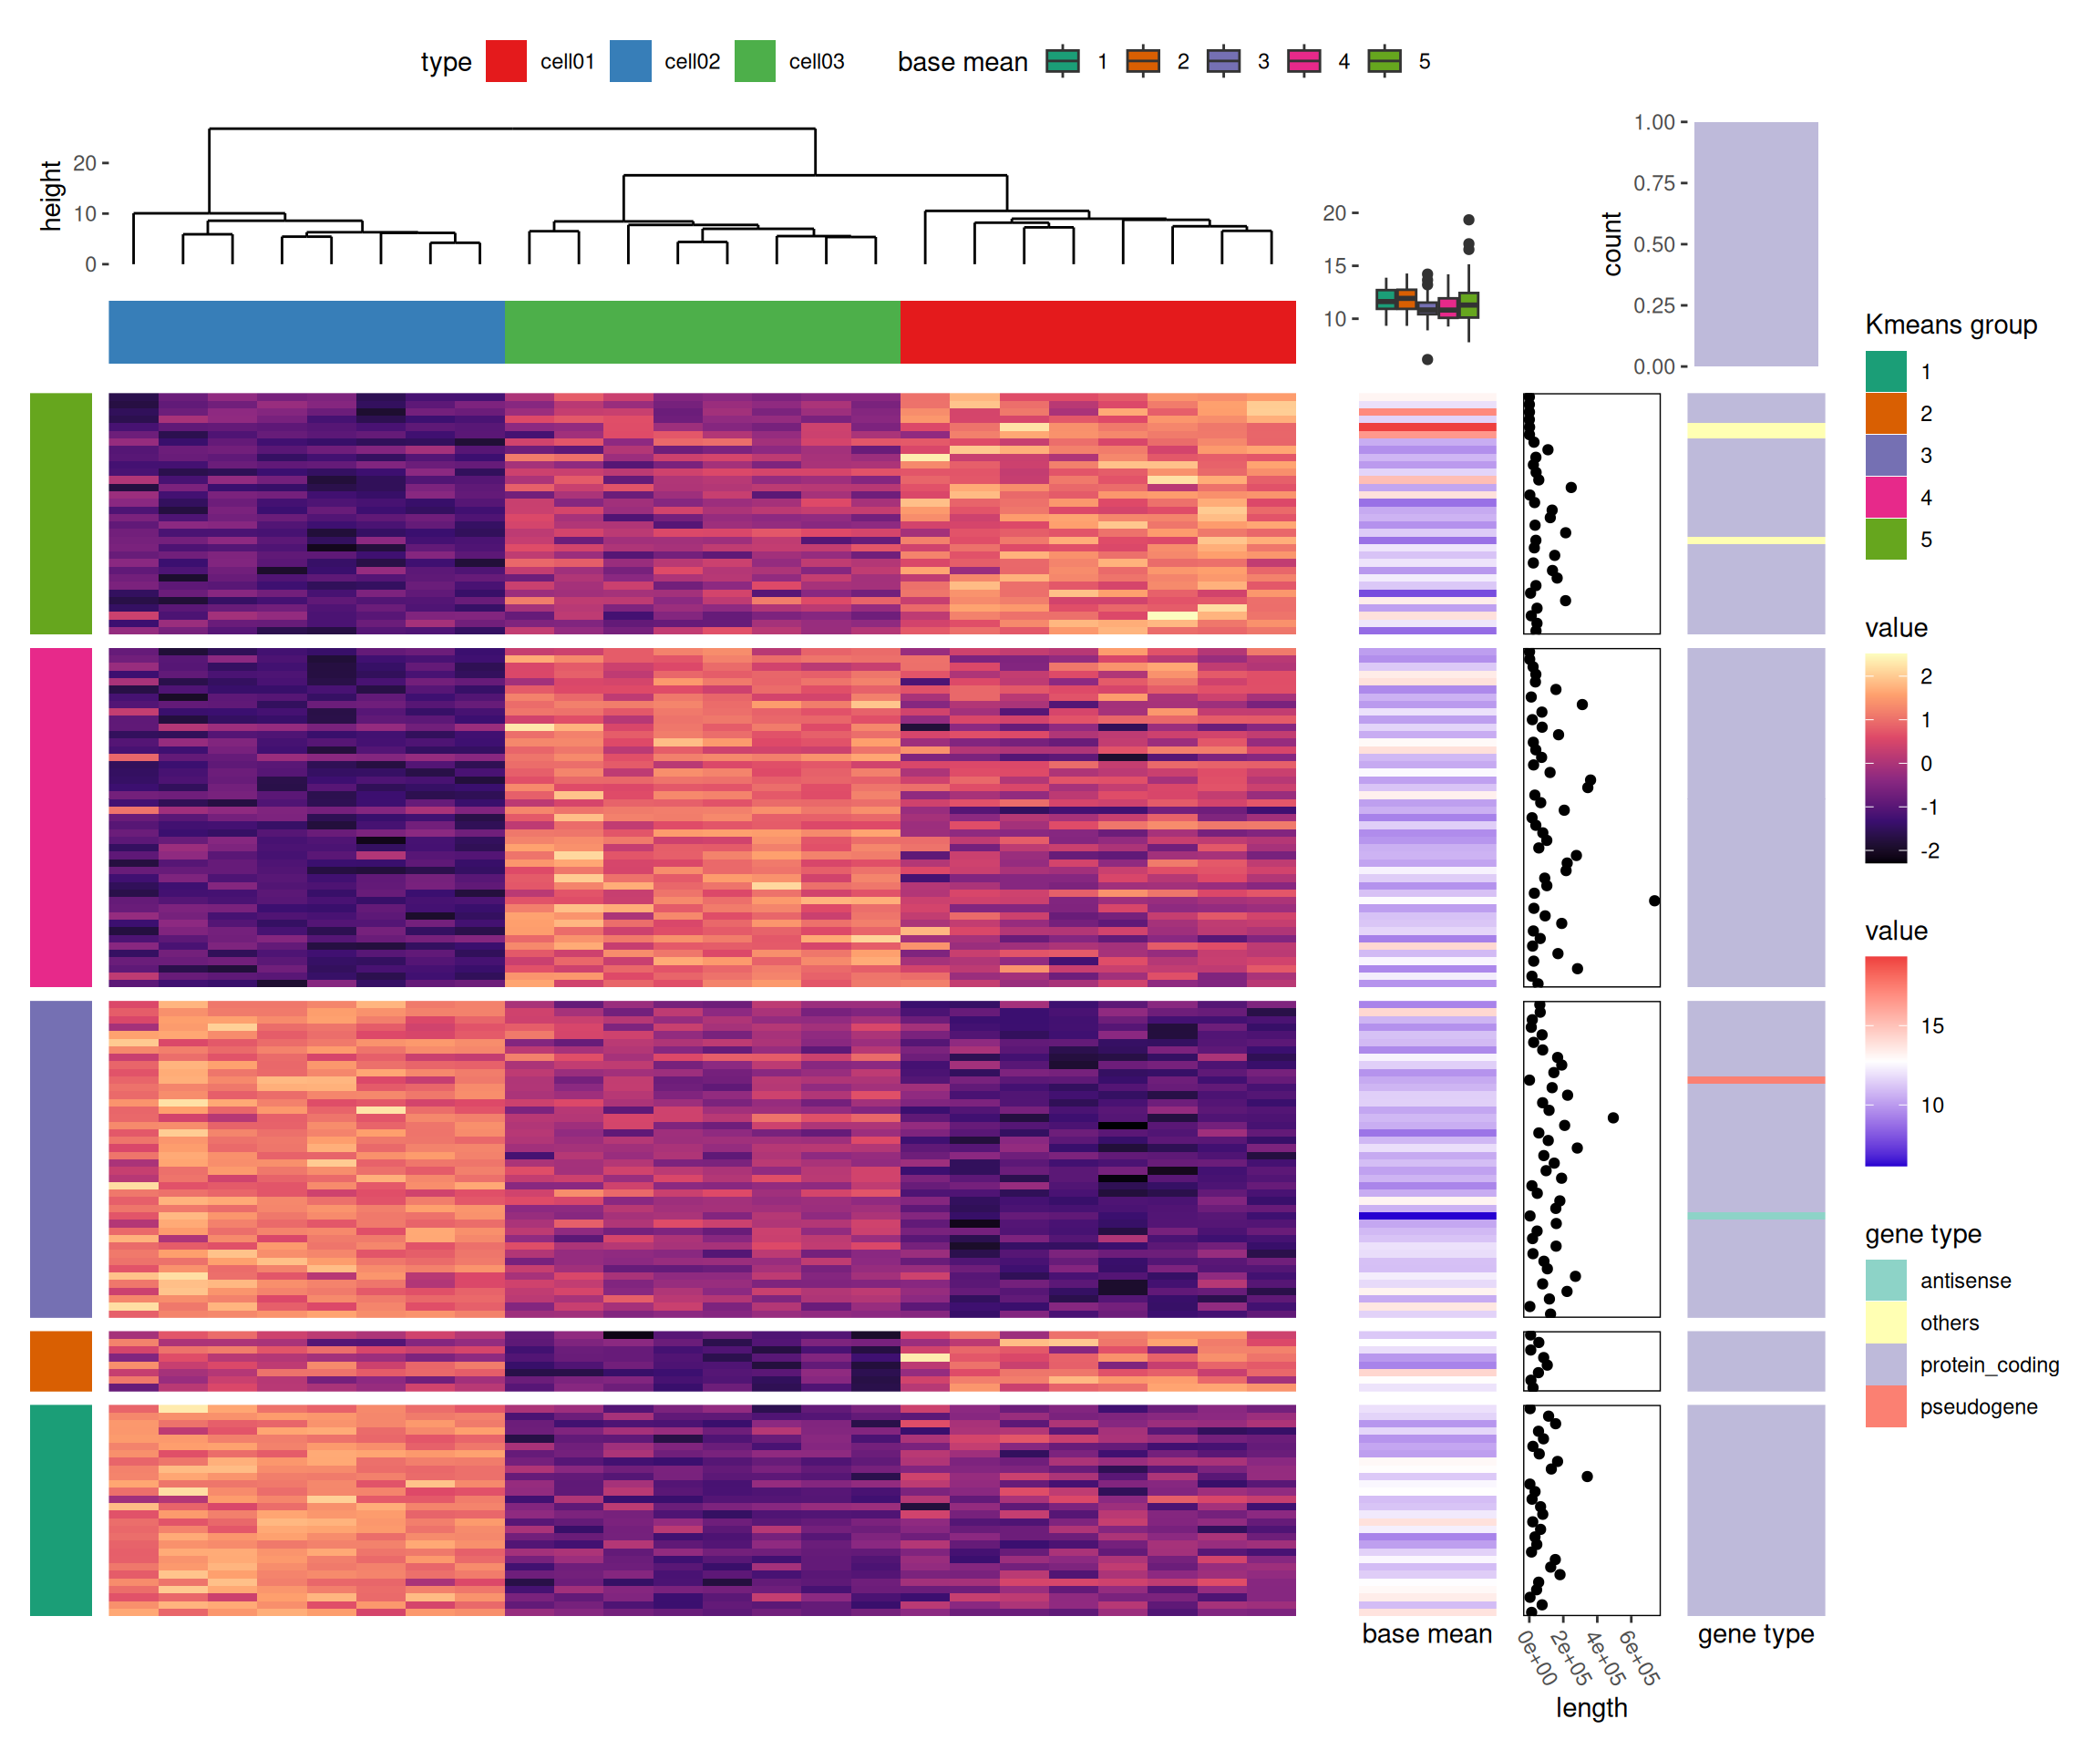 type cell01 cell02 cell03 base mean 1 2 3 4 5
height
20
10
0
20
15
10
count
1.00
0.75
0.50
0.25
0.00
Kmeans group
1
2
3
4
5
value
2
1
0
-1
-2
value
15
10
gene type
antisense
others
protein_coding
pseudogene
base mean
0e+00 2e+05 4e+05 6e+05
length
gene type